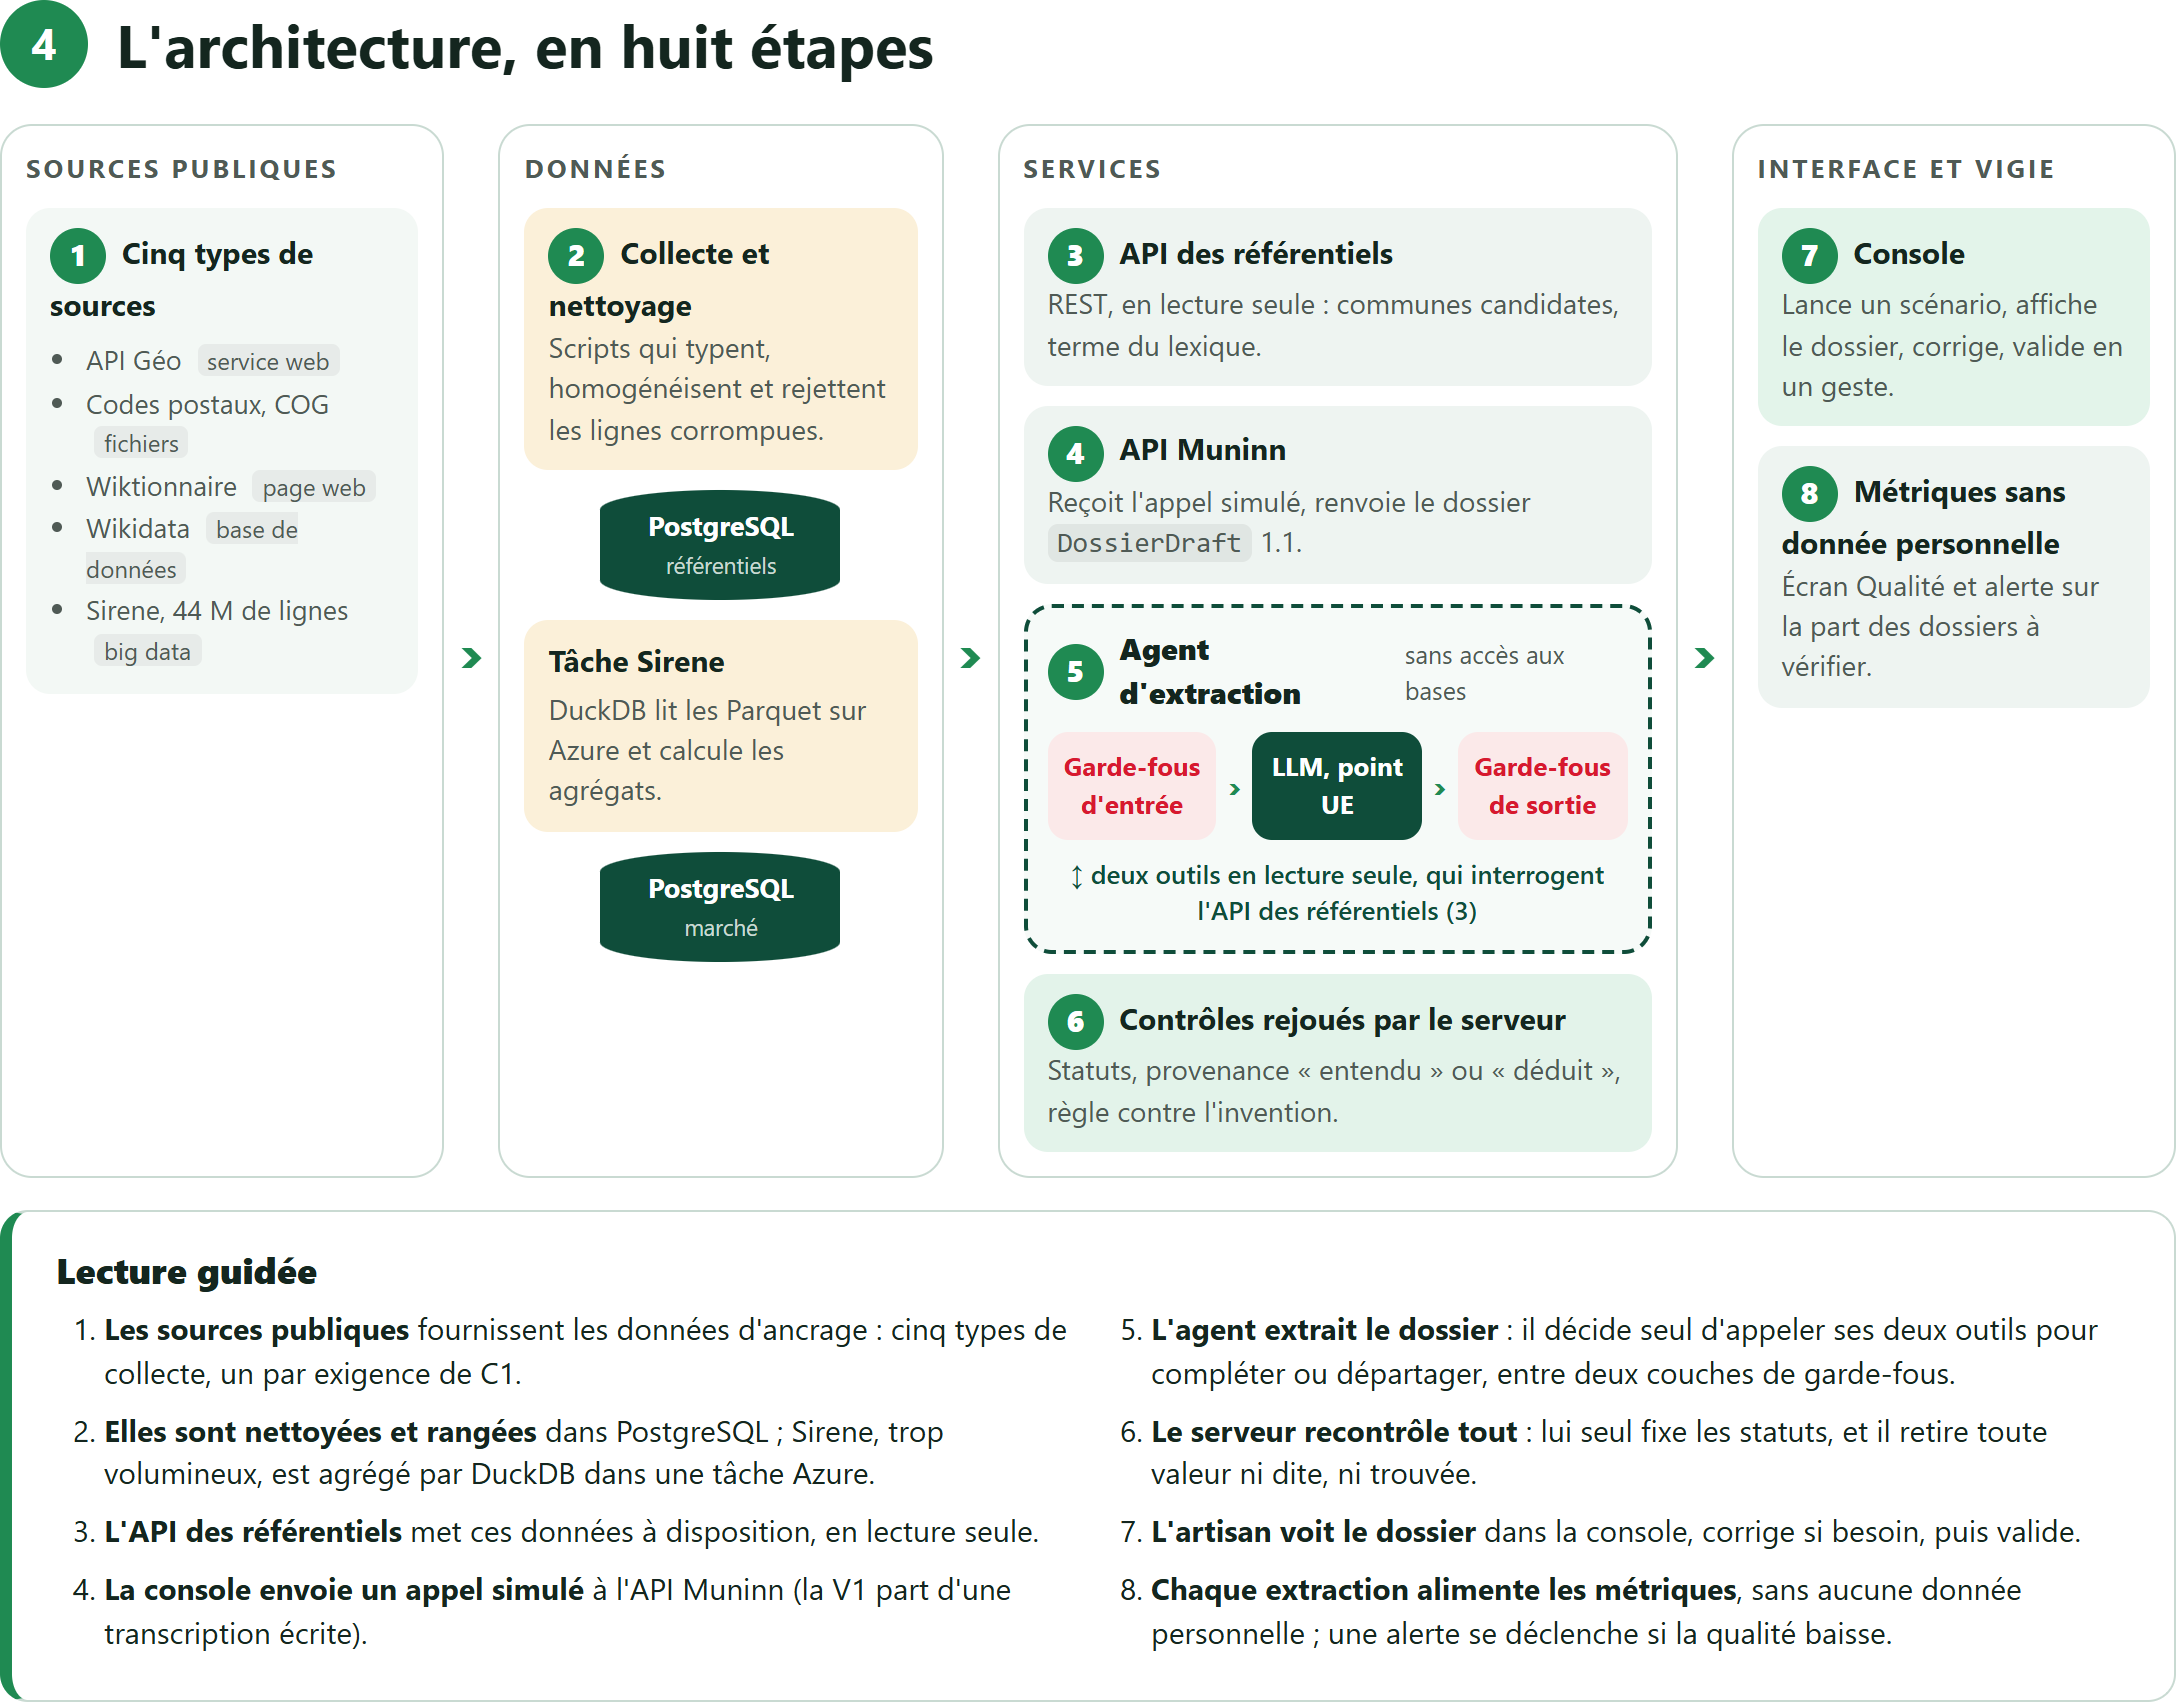 4 L'architecture, en huit étapes
SOURCES PUBLIQUES
1 Cinq types de
sources
• API Géo service web
• Codes postaux, COG
fichiers
• Wiktionnaire page web
• Wikidata base de
données
• Sirene, 44 M de lignes
big data
›
DONNÉES
2 Collecte et
nettoyage
Scripts qui typent,
homogénéisent et rejettent
les lignes corrompues.
PostgreSQL
référentiels
Tâche Sirene
DuckDB lit les Parquet sur
Azure et calcule les
agrégats.
PostgreSQL
marché
›
SERVICES
3 API des référentiels
REST, en lecture seule : communes candidates,
terme du lexique.
4 API Muninn
Reçoit l'appel simulé, renvoie le dossier
DossierDraft 1.1.
5 Agent
d'extraction
sans accès aux
bases
Garde-fous
d'entrée
›
LLM, point
UE
›
Garde-fous
de sortie
↕ deux outils en lecture seule, qui interrogent
l'API des référentiels (3)
6 Contrôles rejoués par le serveur
Statuts, provenance « entendu » ou « déduit »,
règle contre l'invention.
›
INTERFACE ET VIGIE
7 Console
Lance un scénario, affiche
le dossier, corrige, valide en
un geste.
8 Métriques sans
donnée personnelle
Écran Qualité et alerte sur
la part des dossiers à
vérifier.
Lecture guidée
1. Les sources publiques fournissent les données d'ancrage : cinq types de
collecte, un par exigence de C1.
2. Elles sont nettoyées et rangées dans PostgreSQL ; Sirene, trop
volumineux, est agrégé par DuckDB dans une tâche Azure.
3. L'API des référentiels met ces données à disposition, en lecture seule.
4. La console envoie un appel simulé à l'API Muninn (la V1 part d'une
transcription écrite).
5. L'agent extrait le dossier : il décide seul d'appeler ses deux outils pour
compléter ou départager, entre deux couches de garde-fous.
6. Le serveur recontrôle tout : lui seul fixe les statuts, et il retire toute
valeur ni dite, ni trouvée.
7. L'artisan voit le dossier dans la console, corrige si besoin, puis valide.
8. Chaque extraction alimente les métriques, sans aucune donnée
personnelle ; une alerte se déclenche si la qualité baisse.